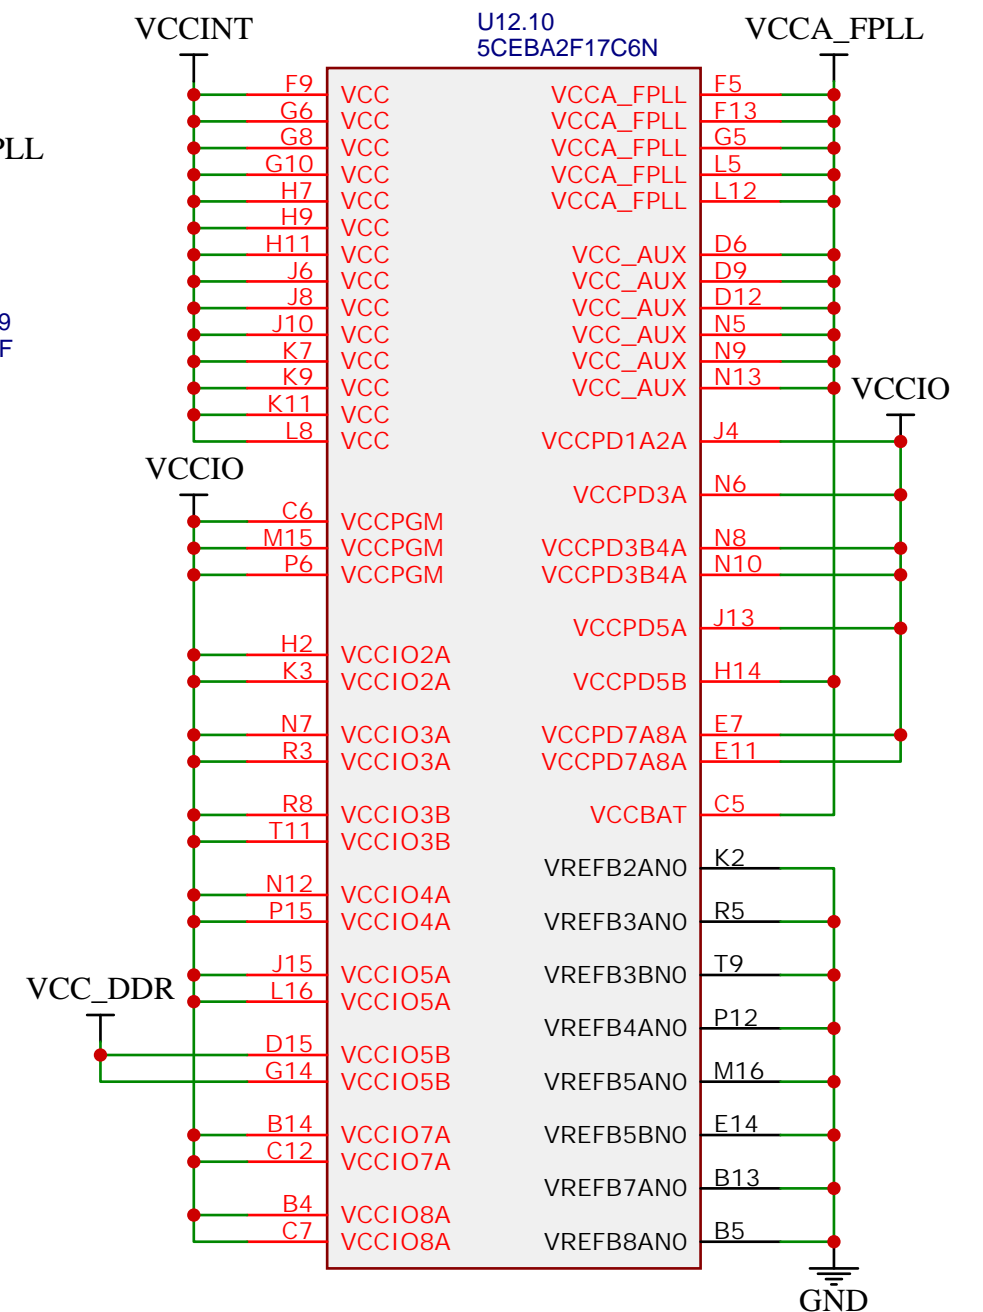 VCCINT
U12.10
5CEBA2F17C6N
VCCA_FPLL
PLL
9
F
F9 VCC VCCA_FPLL F5
G6 VCC VCCA_FPLL F13
G8 VCC VCCA_FPLL G5
G10 VCC VCCA_FPLL L5
H7 VCC VCCA_FPLL L12
H9 VCC
H11 VCC VCC_AUX D6
J6 VCC VCC_AUX D9
J8 VCC VCC_AUX D12
J10 VCC VCC_AUX N5
K7 VCC VCC_AUX N9
K9 VCC VCC_AUX N13
VCCIO
K11 VCC
L8 VCC VCCPD1A2A J4
VCCIO
VCCPD3A N6
C6 VCCPGM
M15 VCCPGM VCCPD3B4A N8
P6 VCCPGM VCCPD3B4A N10
VCCPD5A J13
H2 VCCIO2A
K3 VCCIO2A VCCPD5B H14
N7 VCCIO3A VCCPD7A8A E7
R3 VCCIO3A VCCPD7A8A E11
R8 VCCIO3B VCCBAT C5
T11 VCCIO3B
VREFB2AN0 K2
N12 VCCIO4A
P15 VCCIO4A VREFB3AN0 R5
J15 VCCIO5A VREFB3BN0 T9
VCC_DDR
L16 VCCIO5A
VREFB4AN0 P12
D15 VCCIO5B
G14 VCCIO5B VREFB5AN0 M16
B14 VCCIO7A VREFB5BN0 E14
C12 VCCIO7A
VREFB7AN0 B13
B4 VCCIO8A
C7 VCCIO8A VREFB8AN0 B5
GND